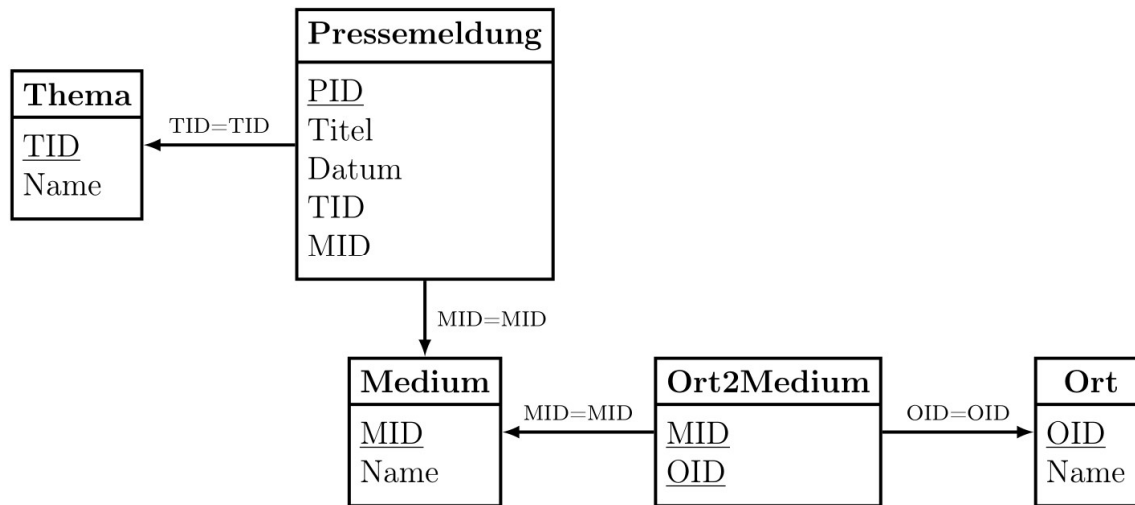 Pressemeldung
PID
Titel
Datum
TID
MID
Thema
TID
Name
TID=TID
MID=MID
Medium
MID
Name
MID=MID
Ort2Medium
MID
OID
OID=OID
Ort
OID
Name